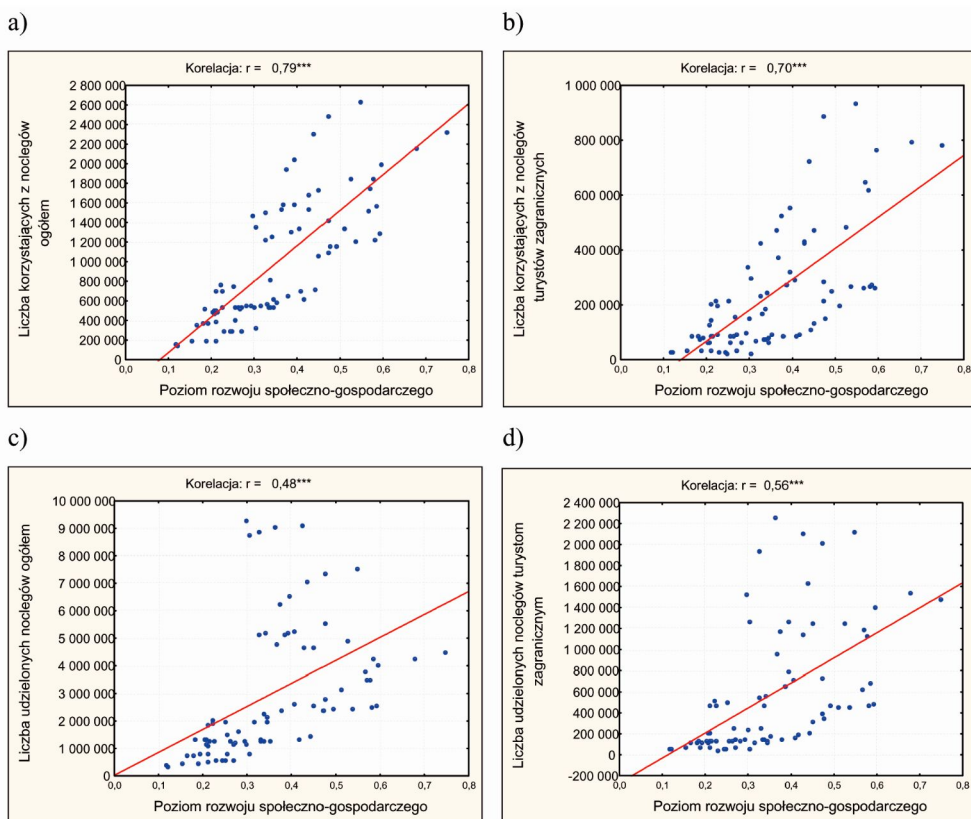 a)
Korelacja: r = 0,79***
Liczba korzystających z noclegów
ogółem
2 800 000
2 600 000
2 400 000
2 200 000
2 000 000
1 800 000
1 600 000
1 400 000
1 200 000
1 000 000
800 000
600 000
400 000
200 000
0
0,0 0,1 0,2 0,3 0,4 0,5 0,6 0,7 0,8
Poziom rozwoju społeczno-gospodarczego
b)
Korelacja: r = 0,70***
Liczba korzystających z noclegów
turystów zagranicznych
1 000 000
800 000
600 000
400 000
200 000
0
0,0 0,1 0,2 0,3 0,4 0,5 0,6 0,7 0,8
Poziom rozwoju społeczno-gospodarczego
c)
Korelacja: r = 0,48***
Liczba udzielonych noclegów ogółem
10 000 000
9 000 000
8 000 000
7 000 000
6 000 000
5 000 000
4 000 000
3 000 000
2 000 000
1 000 000
0
0,0 0,1 0,2 0,3 0,4 0,5 0,6 0,7 0,8
Poziom rozwoju społeczno-gospodarczego
d)
Korelacja: r = 0,56***
Liczba udzielonych noclegów turystom
zagranicznym
2 400 000
2 200 000
2 000 000
1 800 000
1 600 000
1 400 000
1 200 000
1 000 000
800 000
600 000
400 000
200 000
0
-200 000
0,0 0,1 0,2 0,3 0,4 0,5 0,6 0,7 0,8
Poziom rozwoju społeczno-gospodarczego